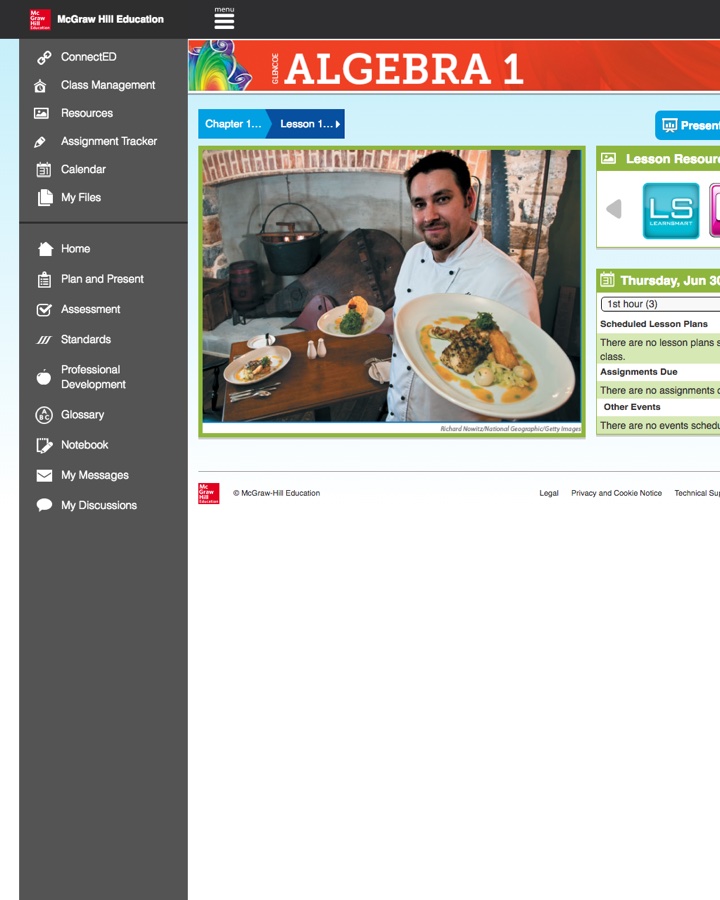 Mc
Graw
Hill
Education
McGraw Hill Education
menu
ConnectED
Class Management
Resources
Assignment Tracker
Calendar
My Files
Home
Plan and Present
Assessment
Standards
Professional
Development
Glossary
Notebook
My Messages
My Discussions
GLENCOE
ALGEBRA 1
Chapter 1...
Lesson 1...
Present
Richard Nowitz/National Geographic/Getty Images
Lesson Resour
LS
LEARNSMART
31
Thursday, Jun 30
1st hour (3)
Scheduled Lesson Plans
There are no lesson plans s
class.
Assignments Due
There are no assignments
Other Events
There are no events schedu
Mc
Graw
Hill
Education
© McGraw-Hill Education
Legal
Privacy and Cookie Notice
Technical Sup